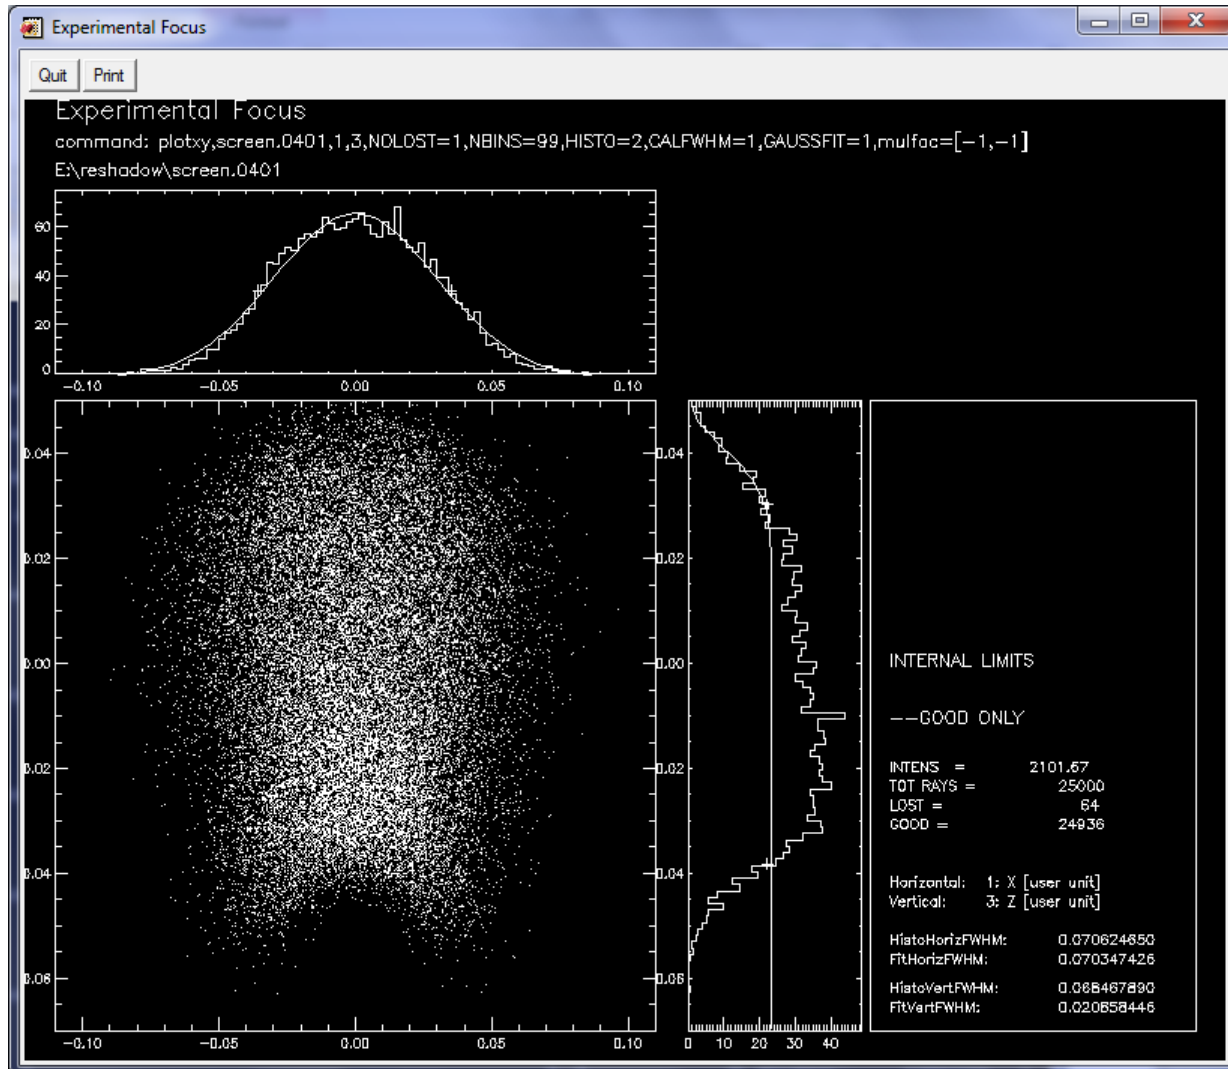 Experimental Focus
Quit Print
Experimental Focus
command: plotxy,screen.0401,1,3,NOLOST=1,NBINS=99,HISTO=2,CALFWHM=1,GAUSSFIT=1,mulfac=[-1,-1]
E:\reshadow\screen.0401
60
40
20
0
-0.10 -0.05 0.00 0.05 0.10
0.04 0.04
0.02 0.02
0.00 0.00
0.02 0.02
0.04 0.04
0.06 0.06
-0.10 -0.05 0.00 0.05 0.10
0 10 20 30 40
INTERNAL LIMITS
--GOOD ONLY
INTENS = 2101.67
TOT RAYS = 25000
LOST = 64
GOOD = 24936
Horizontal: 1: X [user unit]
Vertical: 3: Z [user unit]
HistoHorizFWHM: 0.070624650
FitHorizFWHM: 0.070347426
HistoVertFWHM: 0.068467890
FitVertFWHM: 0.020658446